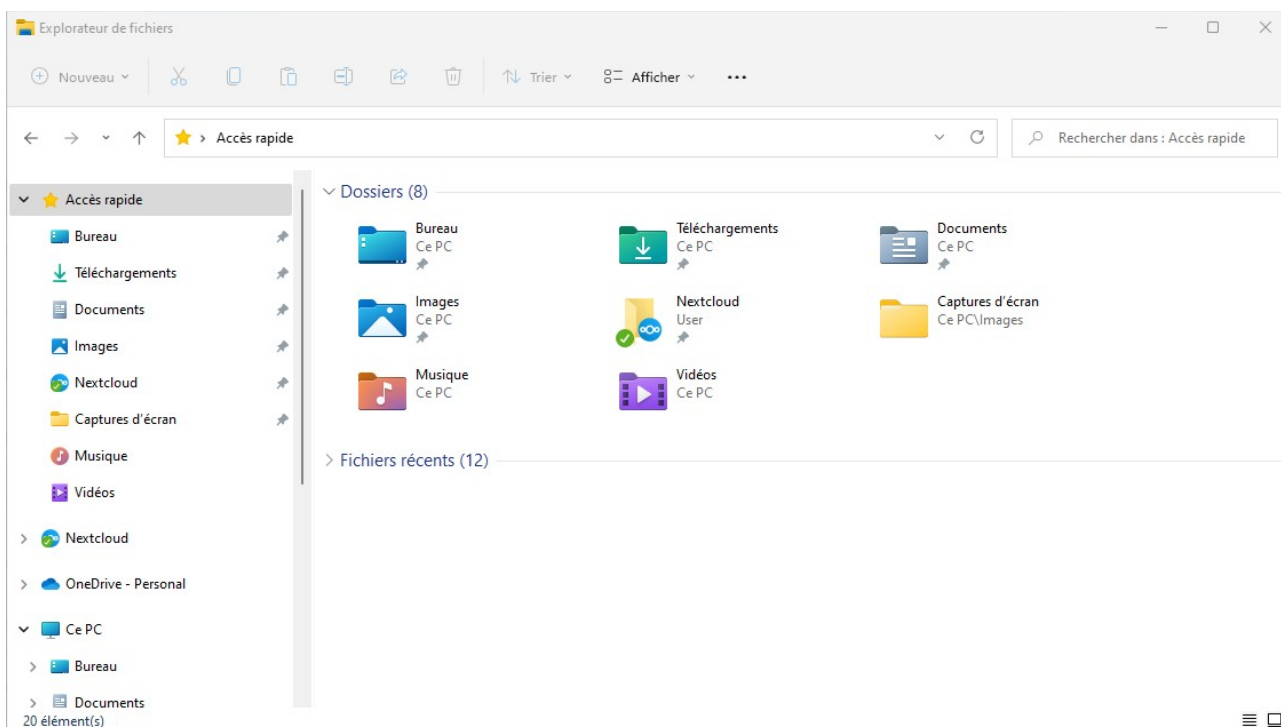 Explorateur de fichiers
Nouveau
Trier
Afficher
Accès rapide
Rechercher dans : Accès rapide
Accès rapide
Bureau
Téléchargements
Documents
Images
Nextcloud
Captures d'écran
Musique
Vidéos
Nextcloud
OneDrive - Personal
Ce PC
Bureau
Documents
Dossiers (8)
Bureau
Ce PC
Téléchargements
Ce PC
Documents
Ce PC
Images
Ce PC
Nextcloud
User
Captures d'écran
Ce PC\Images
Musique
Ce PC
Vidéos
Ce PC
Fichiers récents (12)
20 élément(s)